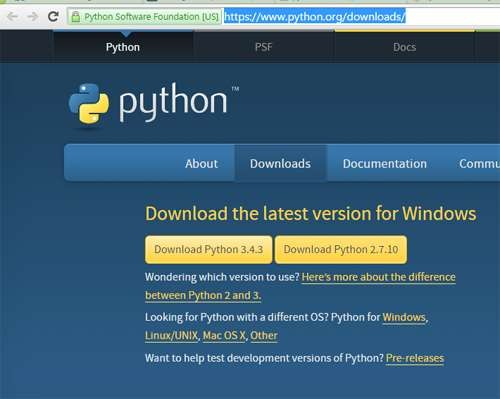 Python Software Foundation [US] https://www.python.org/downloads/
Python PSF Docs
python™
About Downloads Documentation Commu
Download the latest version for Windows
Download Python 3.4.3 Download Python 2.7.10
Wondering which version to use? Here's more about the difference
between Python 2 and 3.
Looking for Python with a different OS? Python for Windows,
Linux/UNIX, Mac OS X, Other
Want to help test development versions of Python? Pre-releases